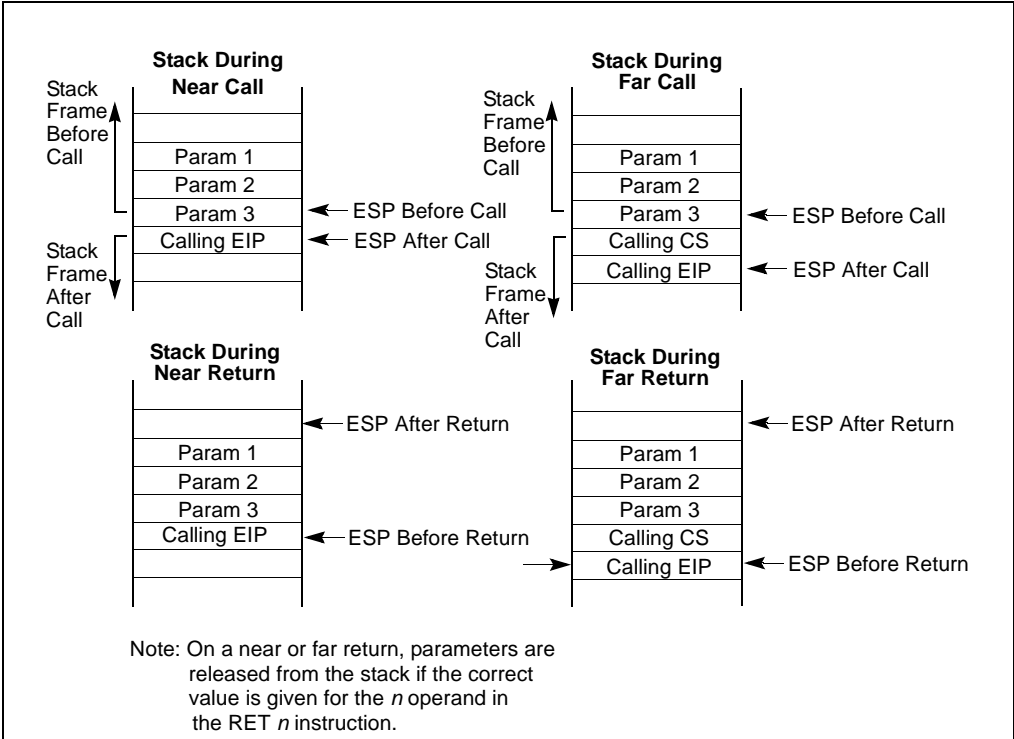 Stack During
Near Call
Stack
Frame
Before
Call
Param 1
Param 2
Param 3
Calling EIP
ESP Before Call
ESP After Call
Stack
Frame
After
Call
Stack During
Far Call
Stack
Frame
Before
Call
Param 1
Param 2
Param 3
Calling CS
Calling EIP
ESP Before Call
ESP After Call
Stack
Frame
After
Call
Stack During
Near Return
ESP After Return
Param 1
Param 2
Param 3
Calling EIP
ESP Before Return
Stack During
Far Return
ESP After Return
Param 1
Param 2
Param 3
Calling CS
Calling EIP
ESP Before Return
Note: On a near or far return, parameters are
released from the stack if the correct
value is given for the n operand in
the RET n instruction.